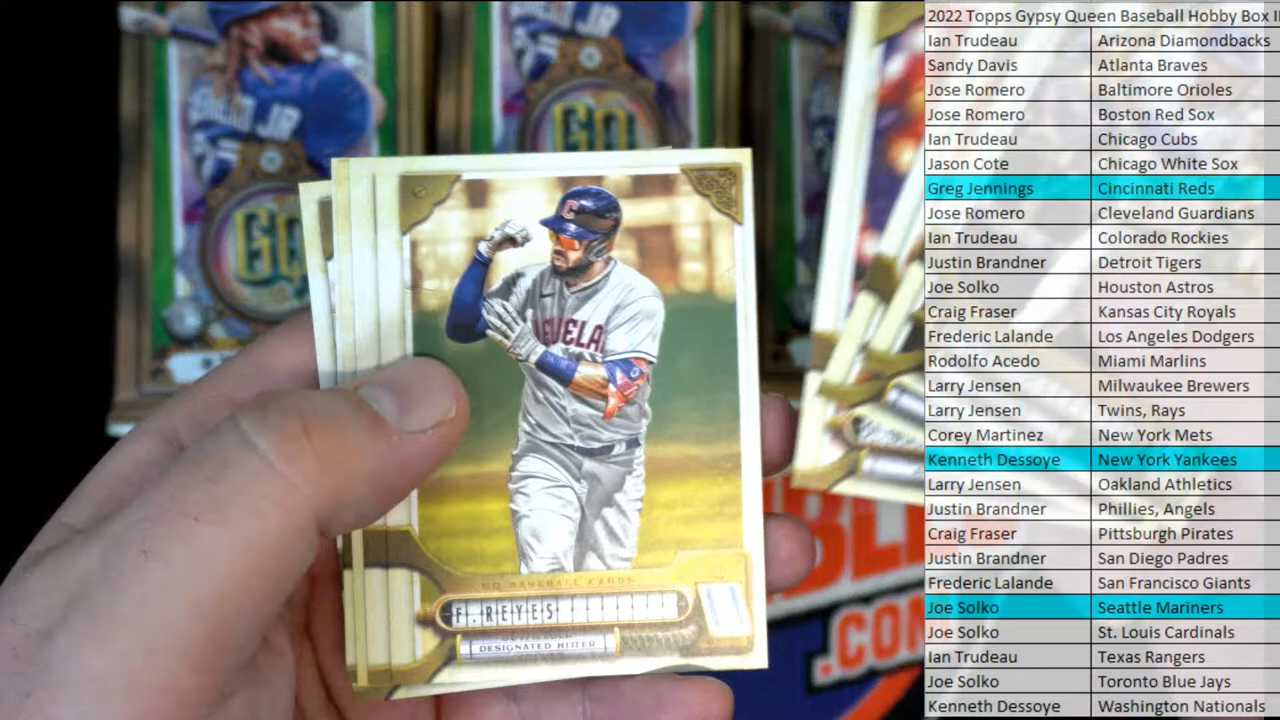 2022 Topps Gypsy Queen Baseball Hobby Box
Ian Trudeau Arizona Diamondbacks
Sandy Davis Atlanta Braves
Jose Romero Baltimore Orioles
Jose Romero Boston Red Sox
Ian Trudeau Chicago Cubs
Jason Cote Chicago White Sox
Greg Jennings Cincinnati Reds
Jose Romero Cleveland Guardians
Ian Trudeau Colorado Rockies
Justin Brandner Detroit Tigers
Joe Solko Houston Astros
Craig Fraser Kansas City Royals
Frederic Lalande Los Angeles Dodgers
Rodolfo Acedo Miami Marlins
Larry Jensen Milwaukee Brewers
Larry Jensen Twins, Rays
Corey Martinez New York Mets
Kenneth Dessoye New York Yankees
Larry Jensen Oakland Athletics
Justin Brandner Phillies, Angels
Craig Fraser Pittsburgh Pirates
Justin Brandner San Diego Padres
Frederic Lalande San Francisco Giants
Joe Solko Seattle Mariners
Joe Solko St. Louis Cardinals
Ian Trudeau Texas Rangers
Joe Solko Toronto Blue Jays
Kenneth Dessoye Washington Nationals
GQ
GQ
C
GQ BASEBALL CARDS
F. REYES
DESIGNATED HITTER
.COM